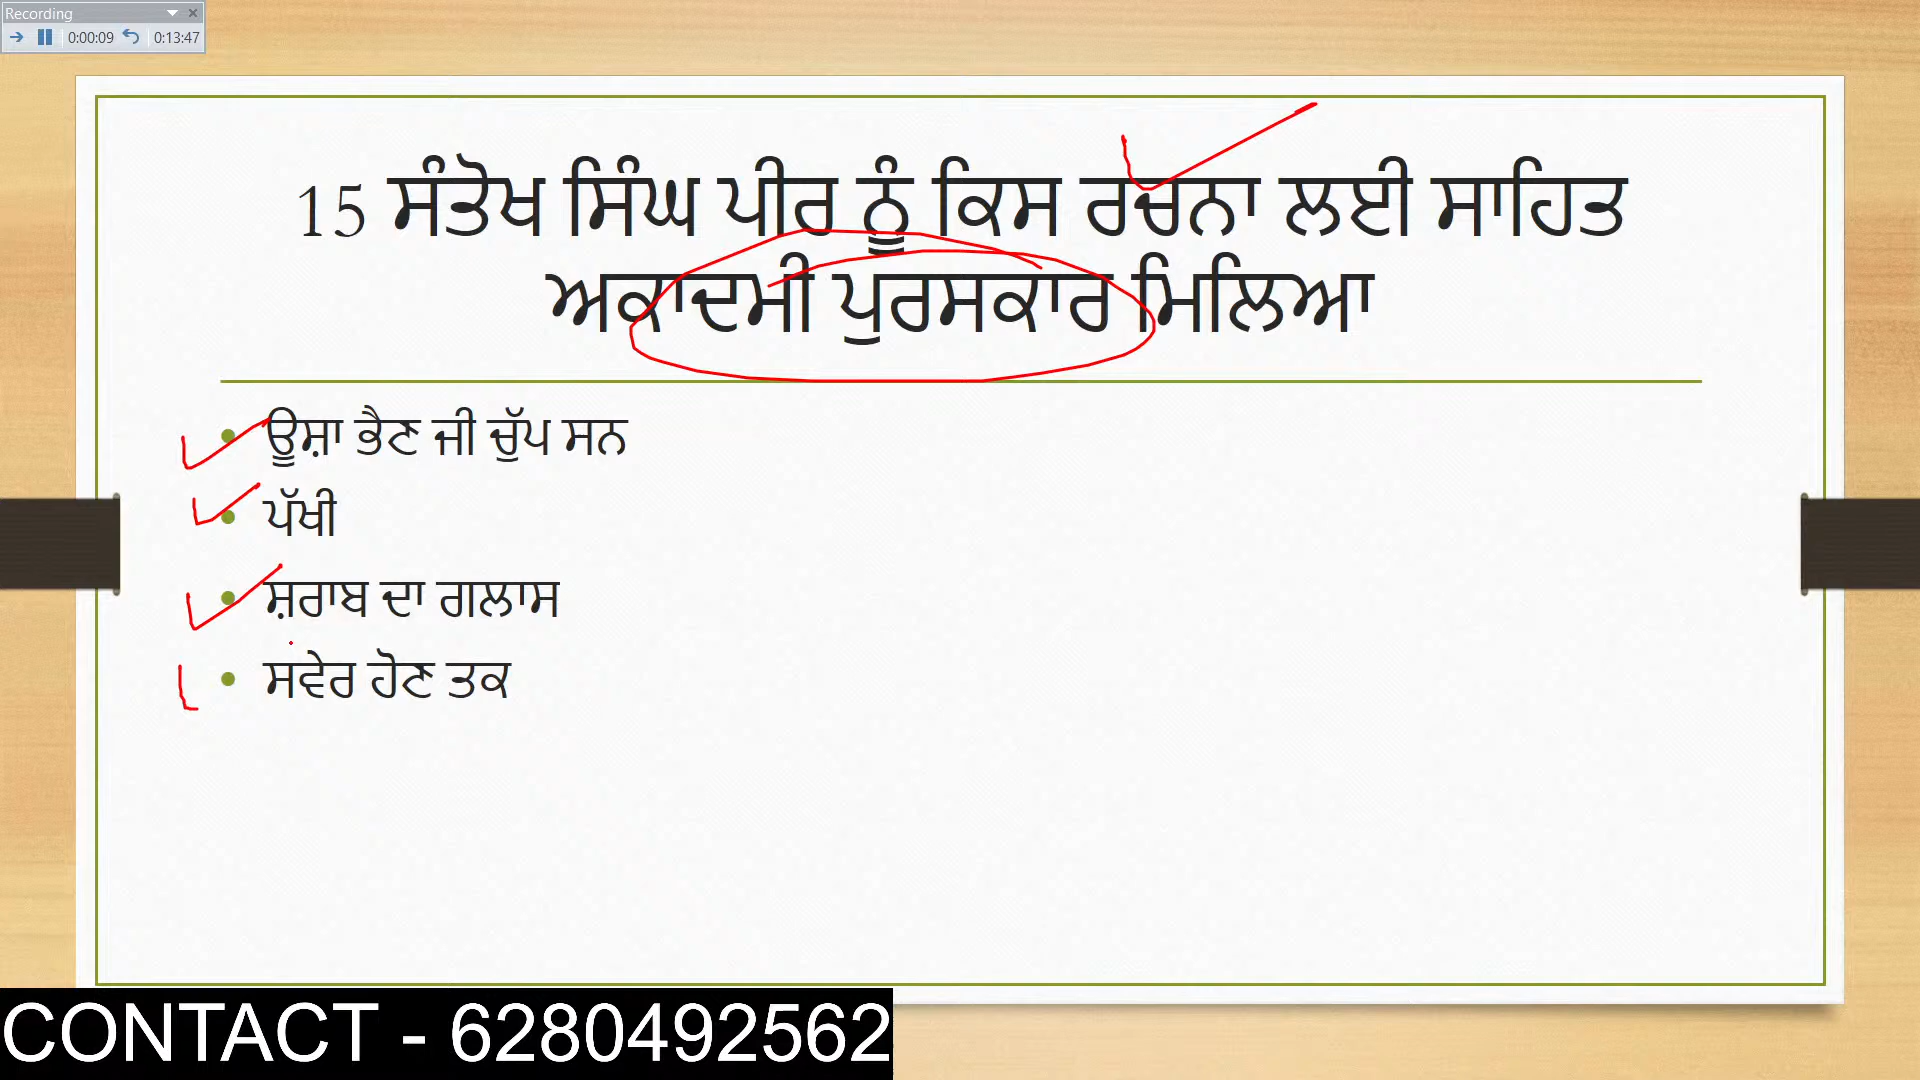 Recording
0:00:09 0:13:47
15 ਸੰਤੋਖ ਸਿੰਘ ਪੀਰ ਨੂੰ ਕਿਸ ਰਚਨਾ ਲਈ ਸਾਹਿਤ
ਅਕਾਦਮੀ ਪੁਰਸਕਾਰ ਮਿਲਿਆ
• ਊਸ਼ਾ ਭੈਣ ਜੀ ਚੁੱਪ ਸਨ
• ਪੱਖੀ
• ਸ਼ਰਾਬ ਦਾ ਗਲਾਸ
• ਸਵੇਰ ਹੋਣ ਤਕ
CONTACT - 6280492562